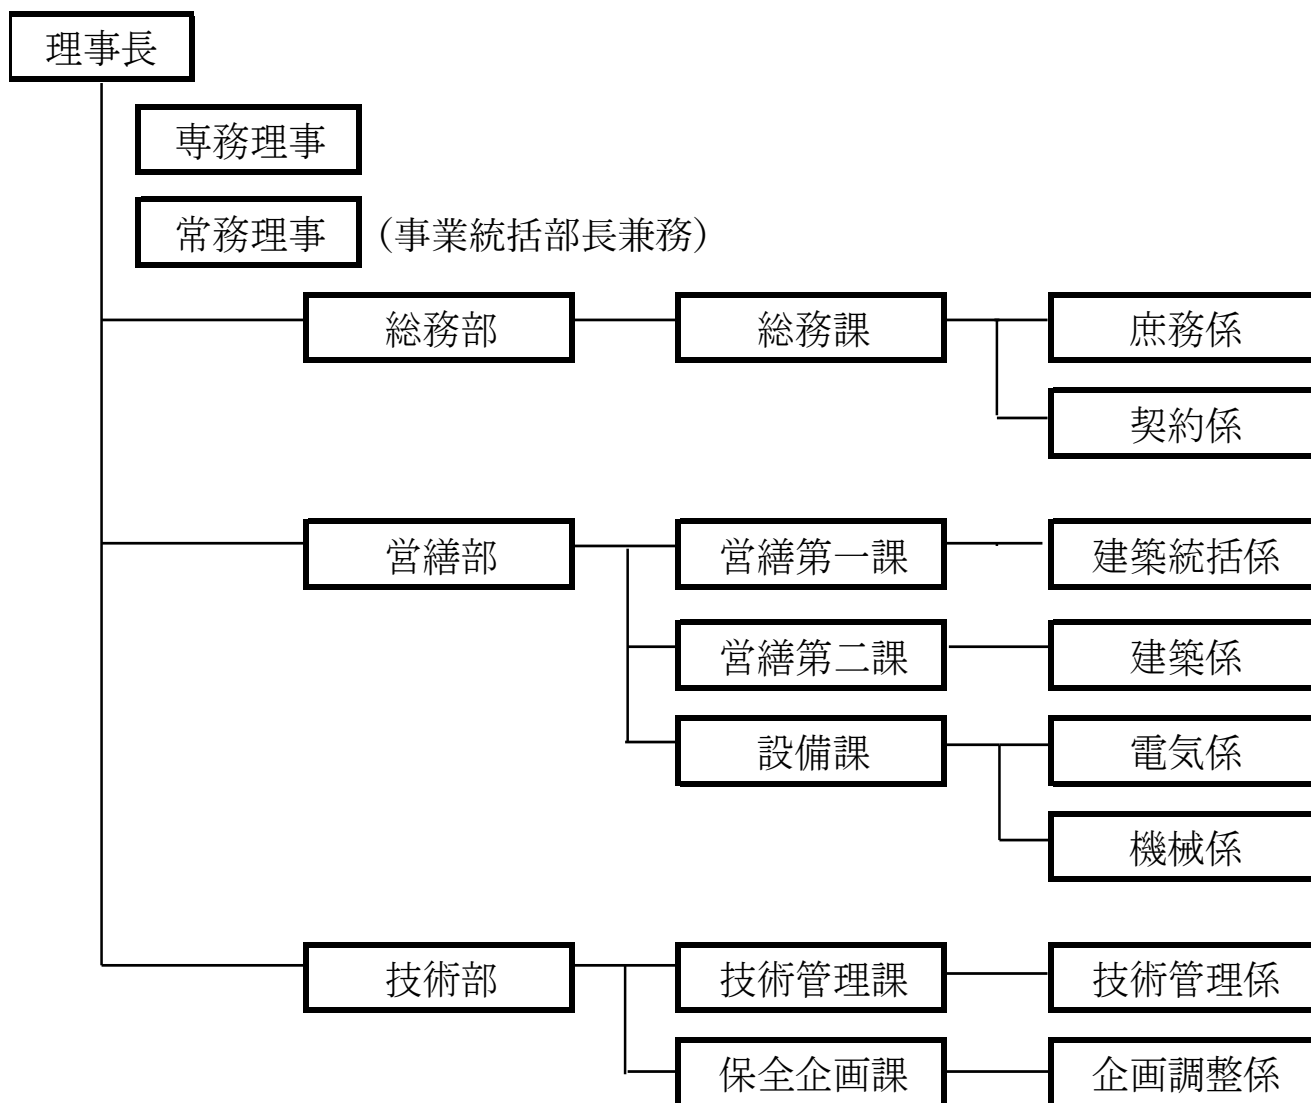 理事長
専務理事
常務理事 (事業統括部長兼務)
総務部 総務課 庶務係
契約係
営繕部 営繕第一課 建築統括係
営繕第二課 建築係
設備課 電気係
機械係
技術部 技術管理課 技術管理係
保全企画課 企画調整係